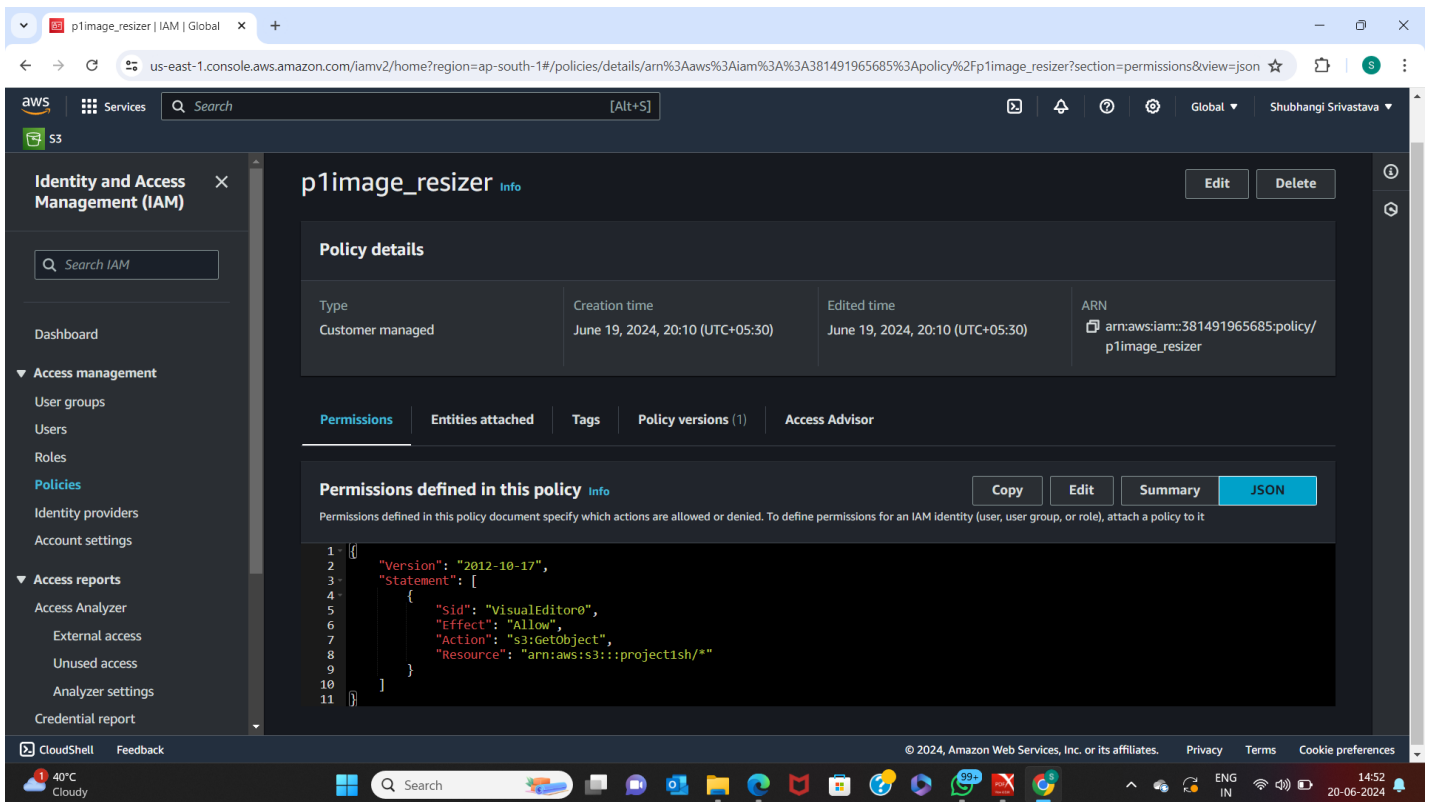 p1image_resizer | IAM | Global
us-east-1.console.aws.amazon.com/iamv2/home?region=ap-south-1#/policies/details/arn%3Aaws%3Aiam%3A%3A381491965685%3Apolicy%2Fp1image_resizer?section=permissions&view=json
S
aws Services Search [Alt+S] Global Shubhangi Srivastava
S3
Identity and Access Management (IAM)
Search IAM
Dashboard
Access management
User groups
Users
Roles
Policies
Identity providers
Account settings
Access reports
Access Analyzer
External access
Unused access
Analyzer settings
Credential report
p1image_resizer Info
Edit Delete
Policy details
Type
Customer managed
Creation time
June 19, 2024, 20:10 (UTC+05:30)
Edited time
June 19, 2024, 20:10 (UTC+05:30)
ARN
arn:aws:iam::381491965685:policy/
p1image_resizer
Permissions Entities attached Tags Policy versions (1) Access Advisor
Permissions defined in this policy Info
Copy Edit Summary JSON
Permissions defined in this policy document specify which actions are allowed or denied. To define permissions for an IAM identity (user, user group, or role), attach a policy to it
1 {
2 "Version": "2012-10-17",
3 "Statement": [
4 {
5 "Sid": "VisualEditor0",
6 "Effect": "Allow",
7 "Action": "s3:GetObject",
8 "Resource": "arn:aws:s3:::project1sh/*"
9 }
10 ]
11 }
CloudShell Feedback © 2024, Amazon Web Services, Inc. or its affiliates. Privacy Terms Cookie preferences
1
40°C
Cloudy
Search
99+
S
ENG
IN
14:52
20-06-2024